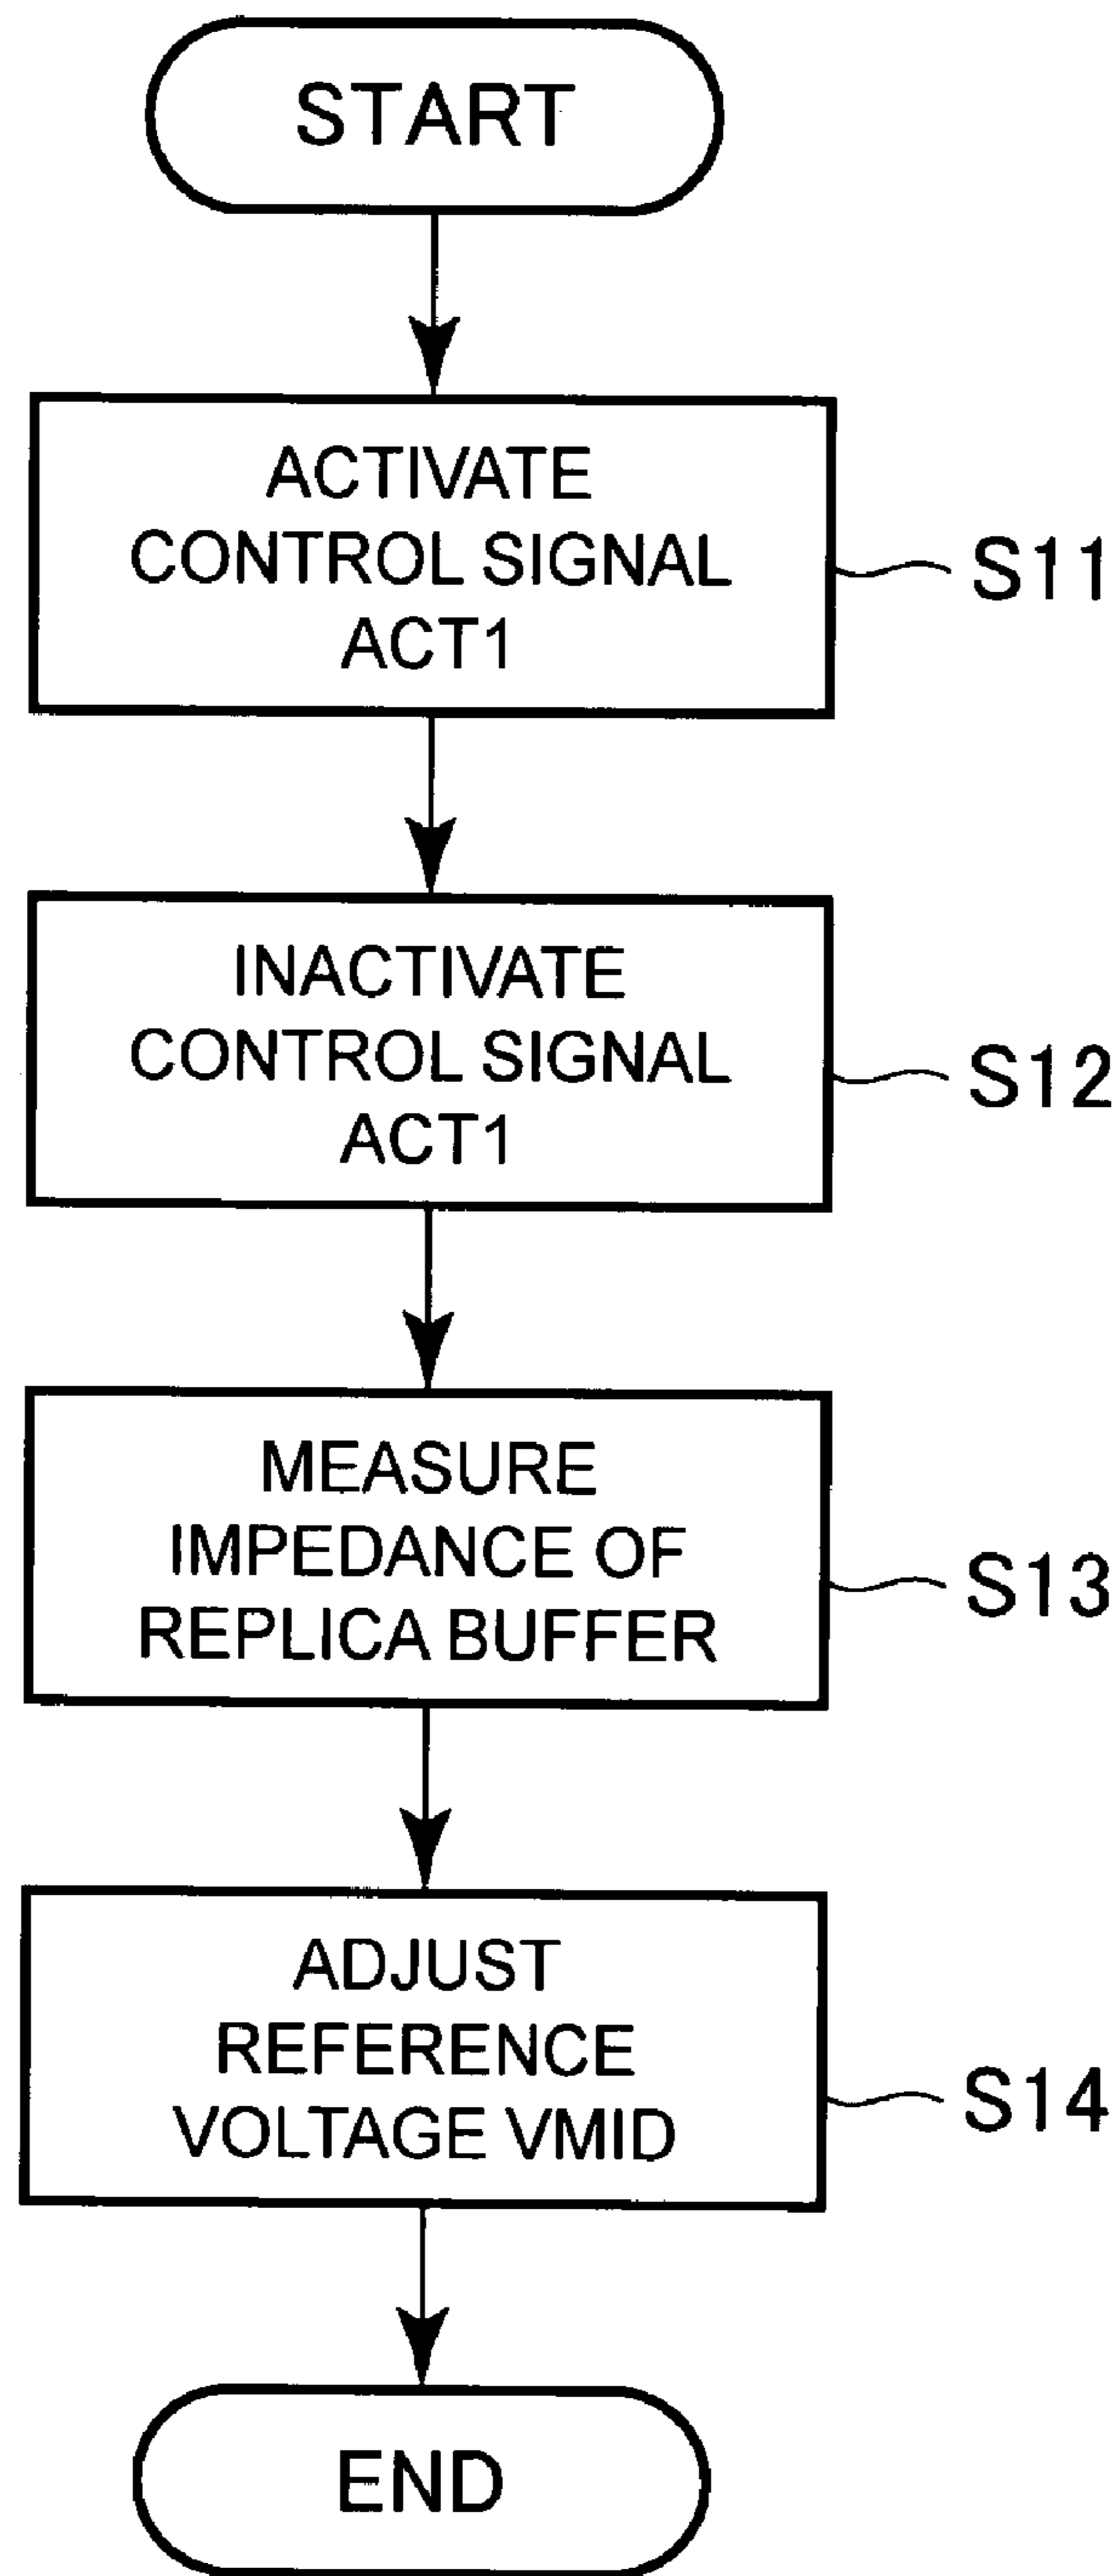 START
ACTIVATE
CONTROL SIGNAL
ACT1
S11
INACTIVATE
CONTROL SIGNAL
ACT1
S12
MEASURE
IMPEDANCE OF
REPLICA BUFFER
S13
ADJUST
REFERENCE
VOLTAGE VMID
S14
END